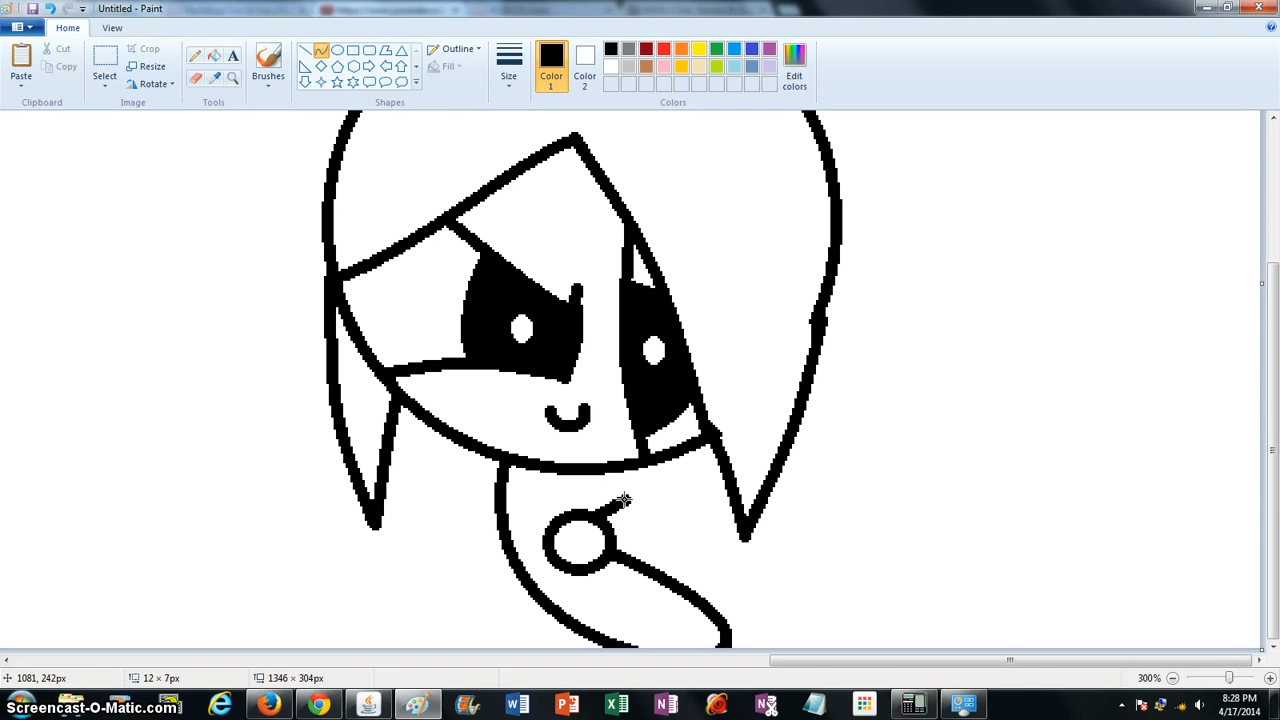 Untitled - Paint
Home
View
Paste
Cut
Copy
Clipboard
Select
Crop
Resize
Rotate
Image
Tools
Brushes
Outline
Fill
Shapes
Size
Color 1
Color 2
Edit colors
Colors
1081, 242px
12 × 7px
1346 × 304px
300%
Screencast-O-Matic.com
8:28 PM
4/17/2014